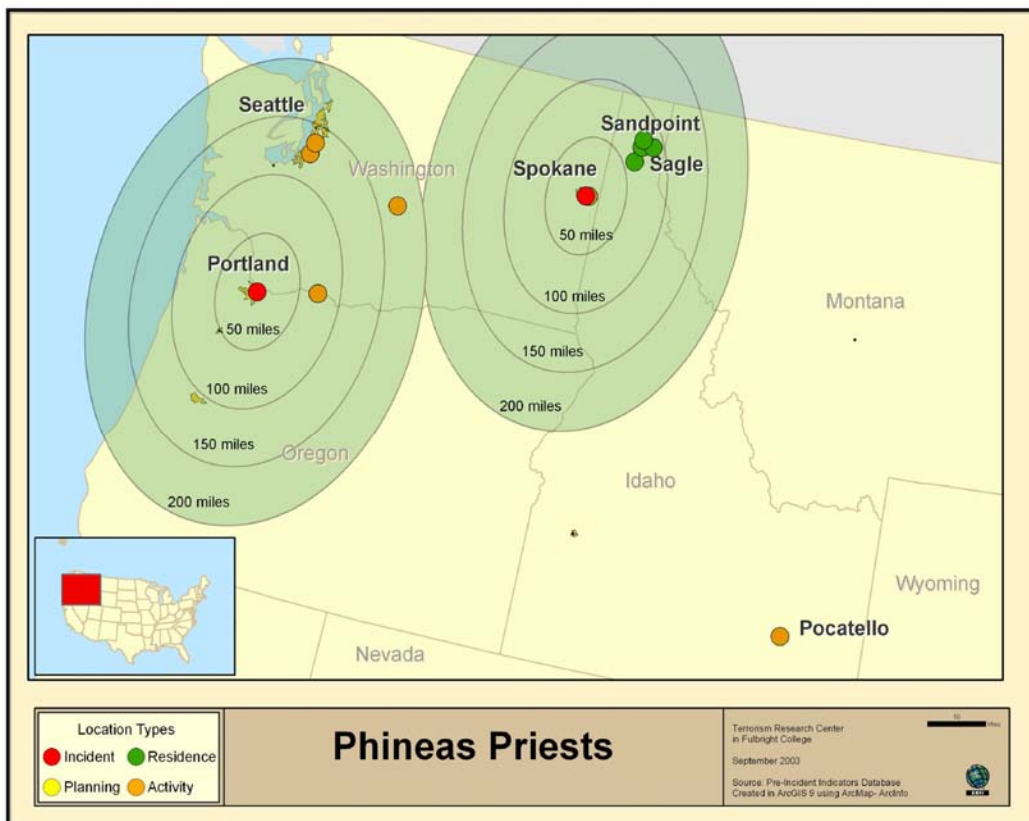 Seattle
Washington
Sandpoint
Spokane
Sagle
50 miles
Portland
100 miles
Montana
50 miles
150 miles
100 miles
200 miles
150 miles
Oregon
Idaho
200 miles
Wyoming
Pocatello
Nevada
Location Types
Incident
Residence
Planning
Activity
Phineas Priests
Terrorism Research Center
in Fulbright College
September 2003
Source: Pre-Incident Indicators Database
Created in ArcGIS 9 using ArcMap- ArcInfo
Miles